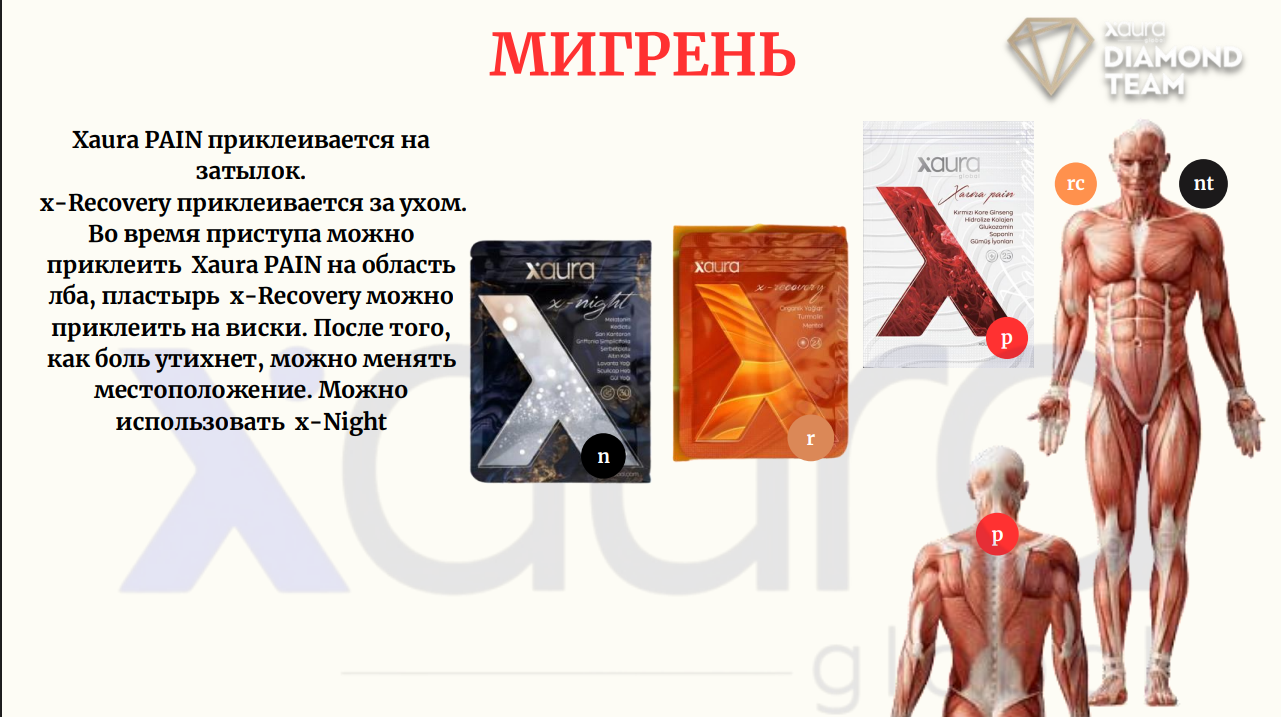 МИГРЕНЬ
xaura
DIAMOND
TEAM
Xaura PAIN приклеивается на
затылок.
x-Recovery приклеивается за ухом.
Во время приступа можно
приклеить Xaura PAIN на область
лба, пластырь x-Recovery можно
приклеить на виски. После того,
как боль утихнет, можно менять
местоположение. Можно
использовать x-Night
xaura
x-night
Melatonin
Kediotu
Sarı Kantaron
Griffonia Simplicifolia
Şerbetçiotu
Altın Kök
Lavanta Yağı
Scullcap Herb
Gül Yağı
n
xaura
x-recovery
Organik Yağlar
Turmalin
Mentol
r
xaura
global
Xaura pain
Kırmızı Kore Ginseng
Hidrolize Kolajen
Glukozamin
Saponin
Gümüş İyonları
p
rc
nt
p
xaura
global